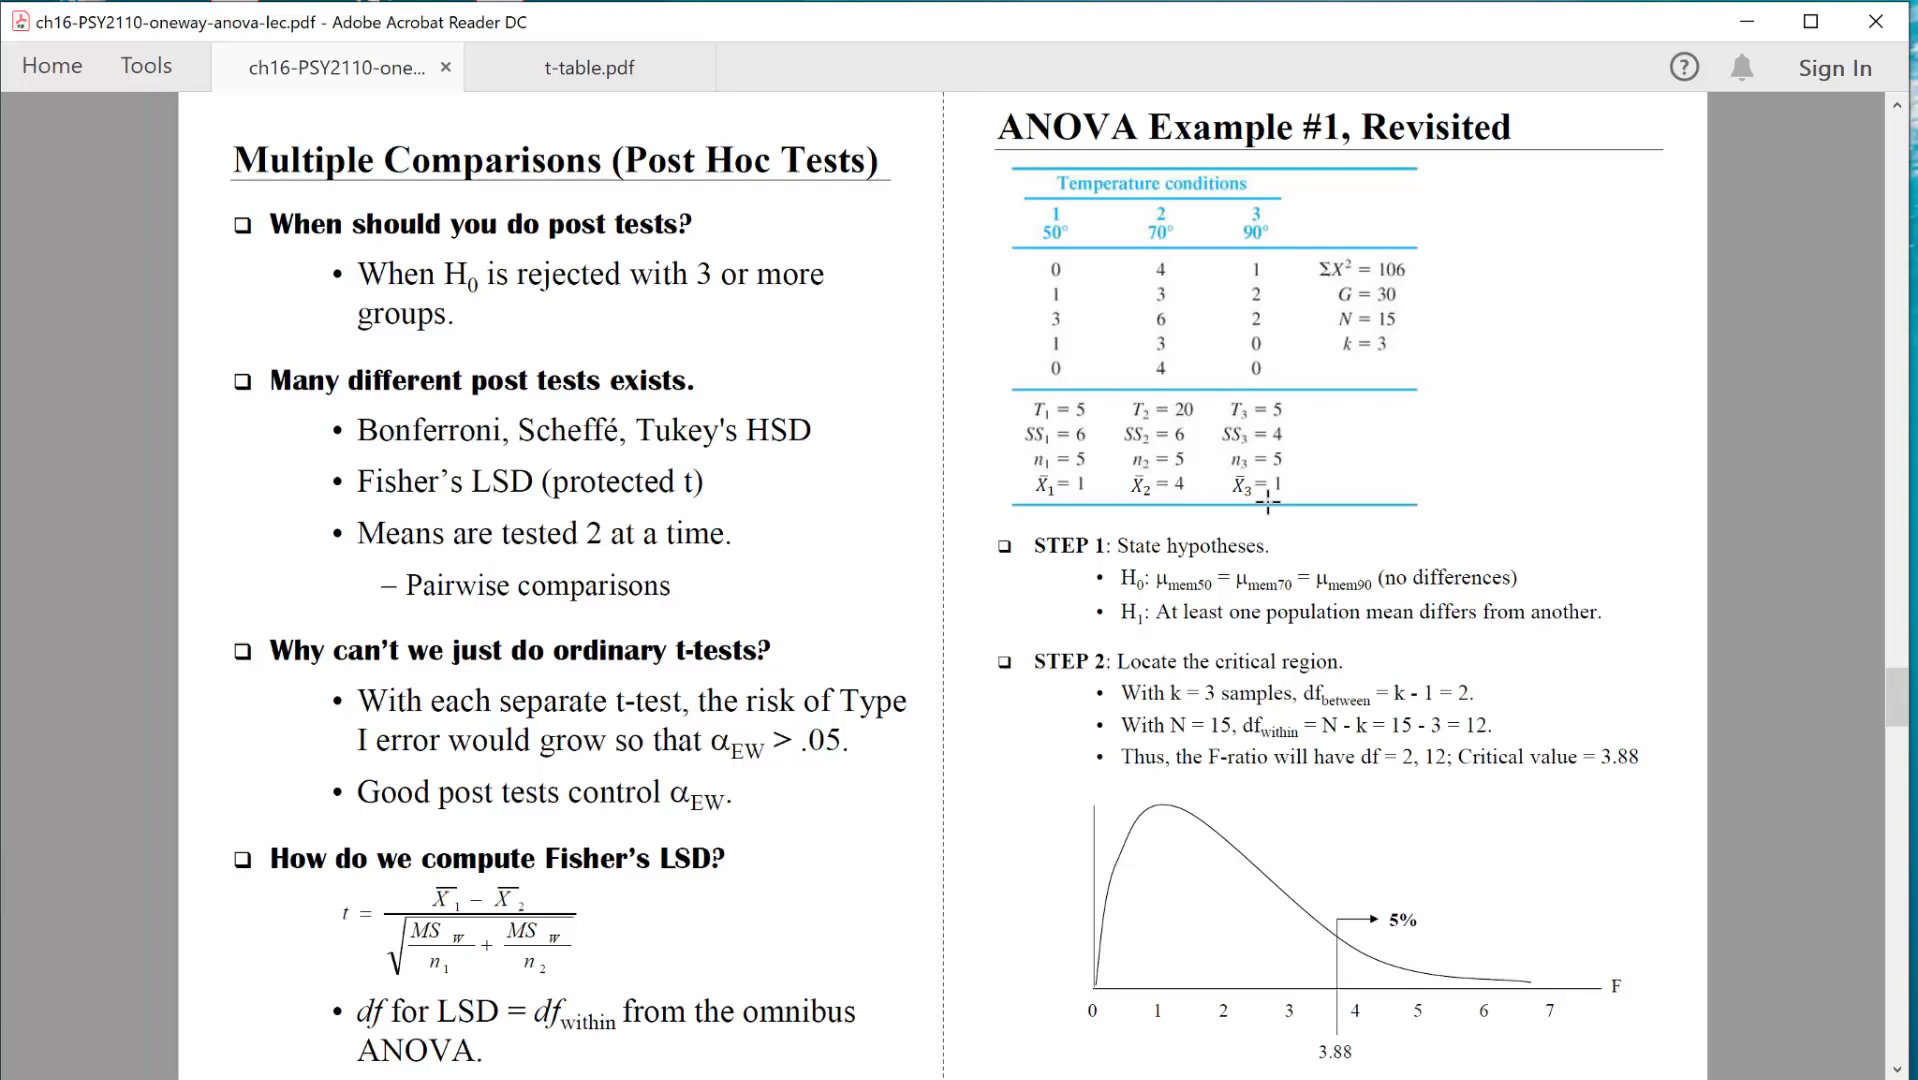 ch16-PSY2110-oneway-anova-lec.pdf - Adobe Acrobat Reader DC
Home Tools ch16-PSY2110-one... × t-table.pdf ? Sign In
Multiple Comparisons (Post Hoc Tests)
❑ When should you do post tests?
• When H₀ is rejected with 3 or more
groups.
❑ Many different post tests exists.
• Bonferroni, Scheffé, Tukey's HSD
• Fisher’s LSD (protected t)
• Means are tested 2 at a time.
– Pairwise comparisons
❑ Why can’t we just do ordinary t-tests?
• With each separate t-test, the risk of Type
I error would grow so that α_EW > .05.
• Good post tests control α_EW.
❑ How do we compute Fisher’s LSD?
X̄₁ – X̄₂
t =
√ MS_W + MS_W
n₁ n₂
• df for LSD = df_within from the omnibus
ANOVA.
ANOVA Example #1, Revisited
Temperature conditions
1 2 3
50° 70° 90°
0 4 1 ΣX² = 106
1 3 2 G = 30
3 6 2 N = 15
1 3 0 k = 3
0 4 0
T₁ = 5 T₂ = 20 T₃ = 5
SS₁ = 6 SS₂ = 6 SS₃ = 4
n₁ = 5 n₂ = 5 n₃ = 5
X̄₁ = 1 X̄₂ = 4 X̄₃ = 1
❑ STEP 1: State hypotheses.
• H₀: μ_mem50 = μ_mem70 = μ_mem90 (no differences)
• H₁: At least one population mean differs from another.
❑ STEP 2: Locate the critical region.
• With k = 3 samples, df_between = k - 1 = 2.
• With N = 15, df_within = N - k = 15 - 3 = 12.
• Thus, the F-ratio will have df = 2, 12; Critical value = 3.88
5%
F
0 1 2 3 4 5 6 7
3.88